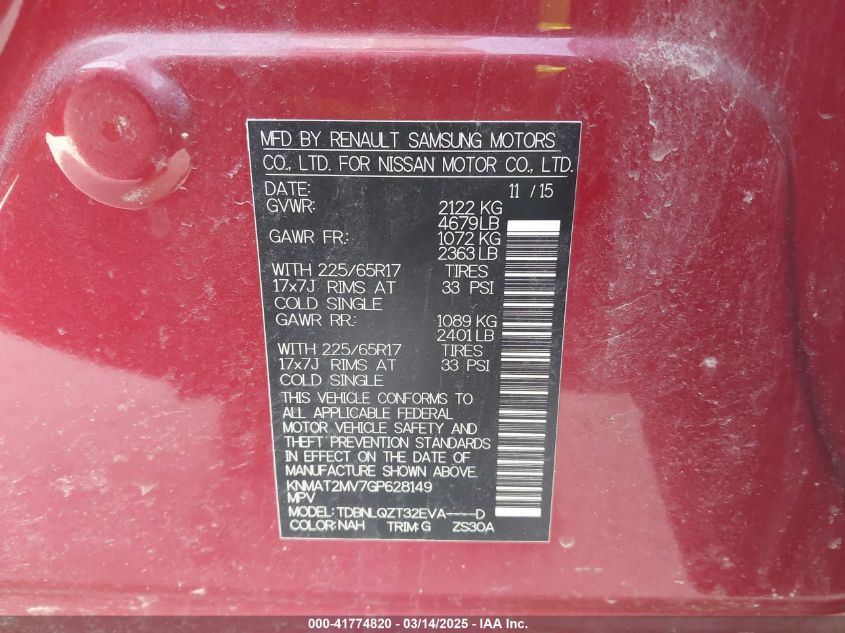 MFD BY RENAULT SAMSUNG MOTORS
CO., LTD. FOR NISSAN MOTOR CO., LTD.
DATE: 11 / 15
GVWR: 2122 KG
4679 LB
GAWR FR.: 1072 KG
2363 LB
WITH 225/65R17 TIRES
17x7J RIMS AT 33 PSI
COLD SINGLE
GAWR RR.: 1089 KG
2401 LB
WITH 225/65R17 TIRES
17x7J RIMS AT 33 PSI
COLD SINGLE
THIS VEHICLE CONFORMS TO
ALL APPLICABLE FEDERAL
MOTOR VEHICLE SAFETY AND
THEFT PREVENTION STANDARDS
IN EFFECT ON THE DATE OF
MANUFACTURE SHOWN ABOVE.
KNMAT2MV7GP628149
MPV
MODEL: TDBNLQZT32EVA----D
COLOR: NAH TRIM: G ZS30A
000-41774820 - 03/14/2025 - IAA Inc.